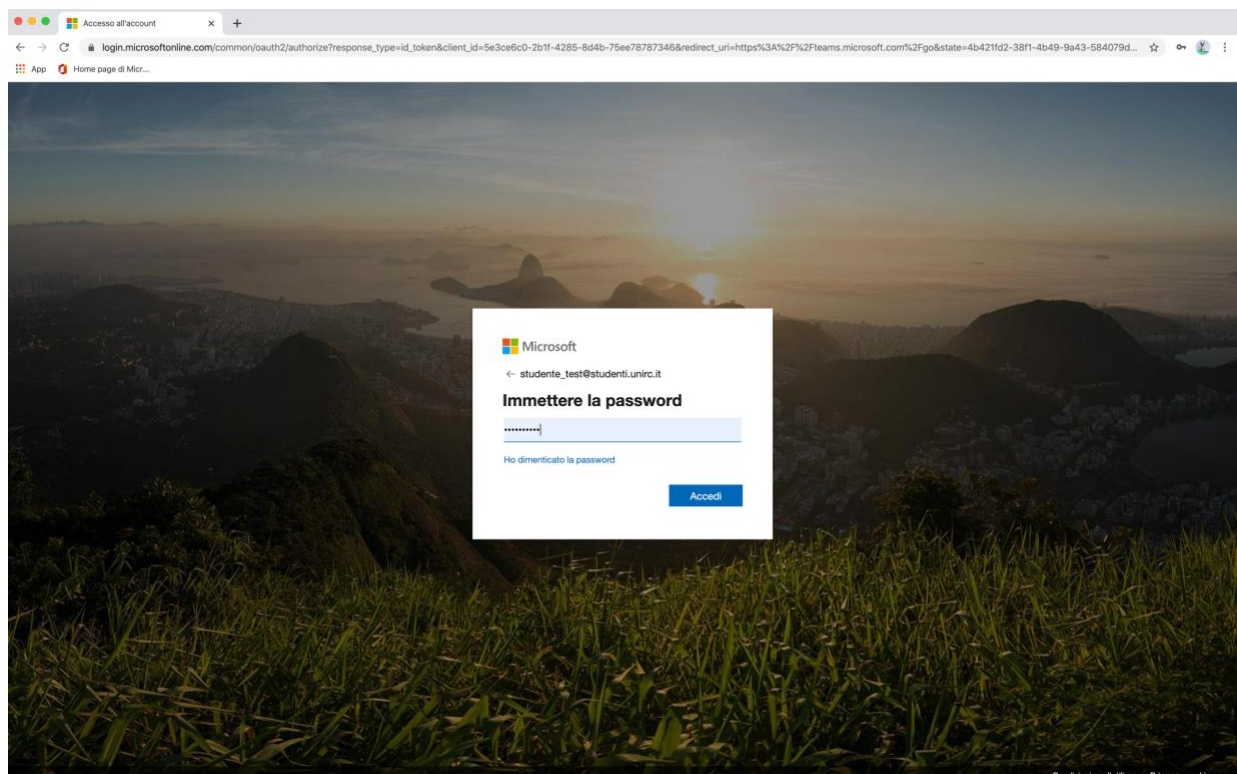 Accesso all'account
login.microsoftonline.com/common/oauth2/authorize?response_type=id_token&client_id=5e3ce6c0-2b1f-4285-8d4b-75ee78787346&redirect_uri=https%3A%2F%2Fteams.microsoft.com%2Fgo&state=4b421fd2-38f1-4b49-9a43-584079d...
App Home page di Micr...
Microsoft
← studente_test@studenti.unirc.it
Immettere la password
••••••••••
Ho dimenticato la password
Accedi